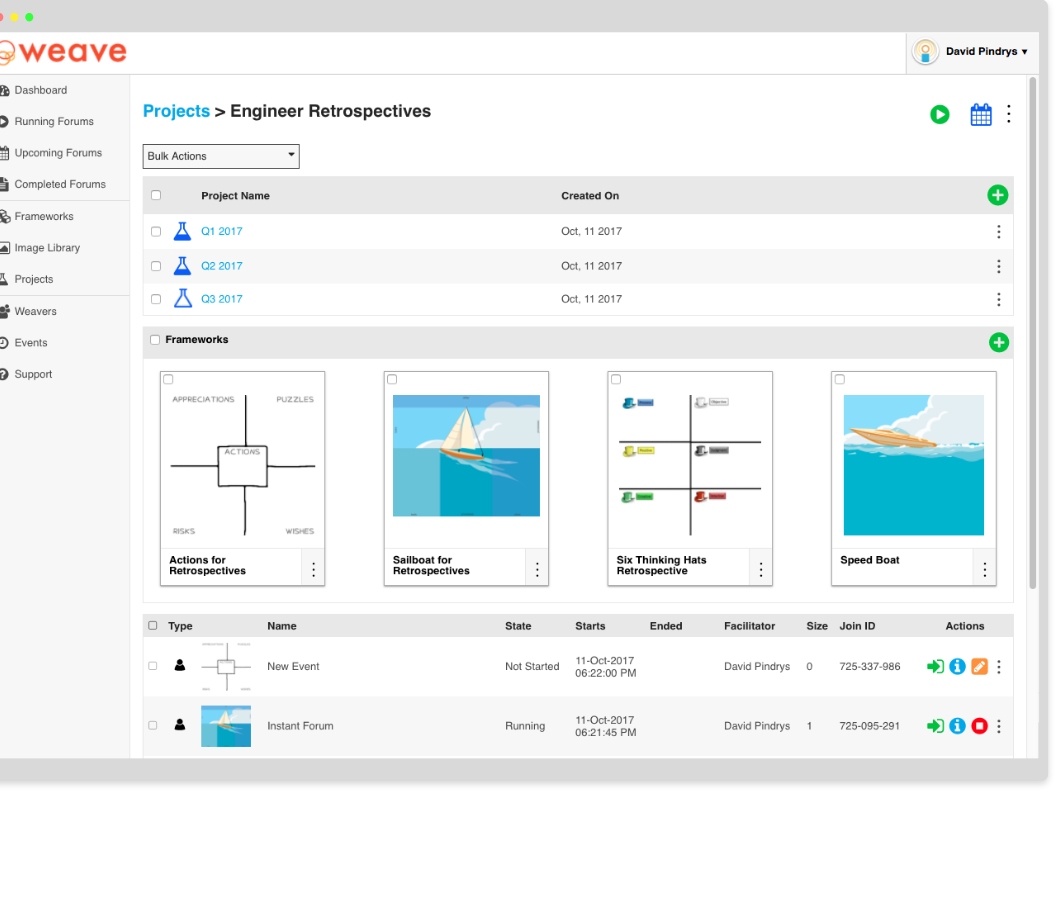 weave
David Pindrys ▾
Dashboard
Running Forums
Upcoming Forums
Completed Forums
Frameworks
Image Library
Projects
Weavers
Events
Support
Projects > Engineer Retrospectives
Bulk Actions
Project Name Created On
Q1 2017 Oct, 11 2017
Q2 2017 Oct, 11 2017
Q3 2017 Oct, 11 2017
Frameworks
APPRECIATIONS PUZZLES
ACTIONS
RISKS WISHES
Actions for
Retrospectives
Sailboat for
Retrospectives
Six Thinking Hats
Retrospective
Speed Boat
Type Name State Starts Ended Facilitator Size Join ID Actions
New Event Not Started 11-Oct-2017
06:22:00 PM David Pindrys 0 725-337-986
Instant Forum Running 11-Oct-2017
06:21:45 PM David Pindrys 1 725-095-291